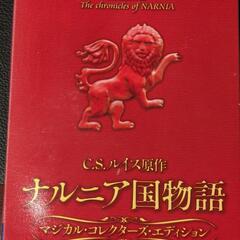 The chronicles of NARNIA
C.S.ルイス原作
ナルニア国物語
マジカル・コレクターズ・エディション